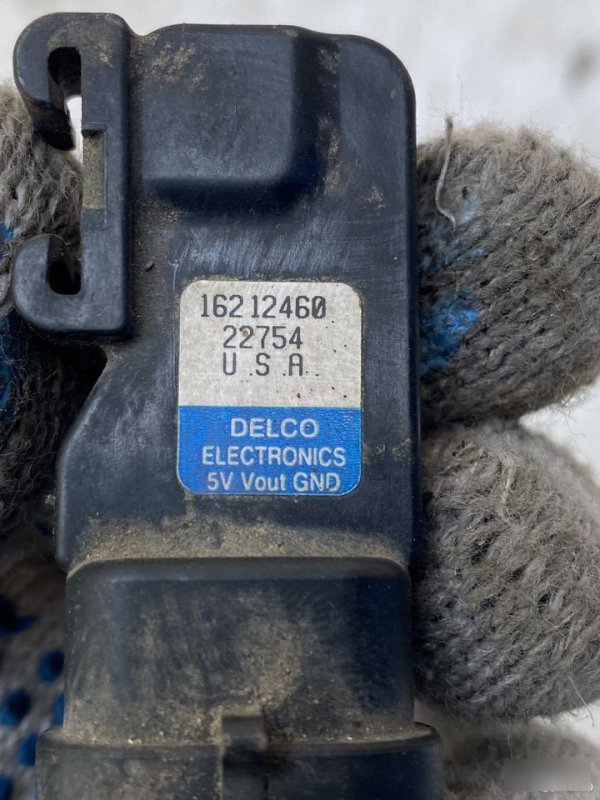 16212460
22754
U.S.A.
DELCO
ELECTRONICS
5V Vout GND